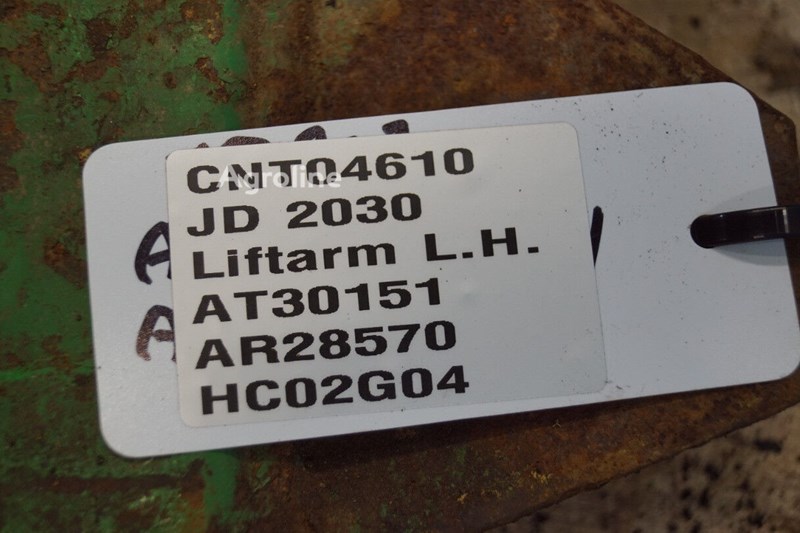 CNT04610
Agroline
JD 2030
Liftarm L.H.
AT30151
AR28570
HC02G04